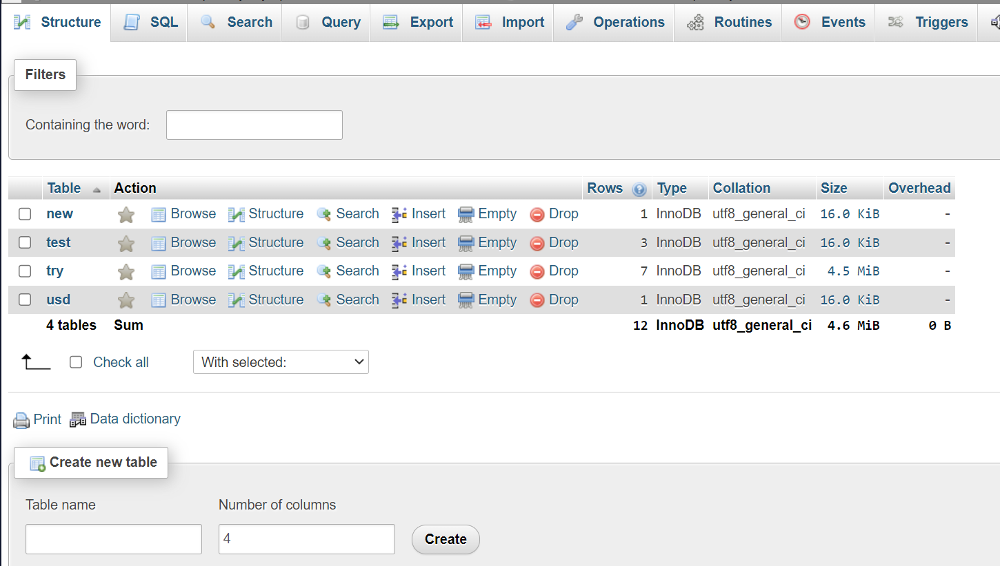 Structure SQL Search Query Export Import Operations Routines Events Triggers
Filters
Containing the word:
Table Action Rows Type Collation Size Overhead
new Browse Structure Search Insert Empty Drop 1 InnoDB utf8_general_ci 16.0 KiB -
test Browse Structure Search Insert Empty Drop 3 InnoDB utf8_general_ci 16.0 KiB -
try Browse Structure Search Insert Empty Drop 7 InnoDB utf8_general_ci 4.5 MiB -
usd Browse Structure Search Insert Empty Drop 1 InnoDB utf8_general_ci 16.0 KiB -
4 tables Sum 12 InnoDB utf8_general_ci 4.6 MiB 0 B
Check all With selected:
Print Data dictionary
Create new table
Table name Number of columns
4 Create